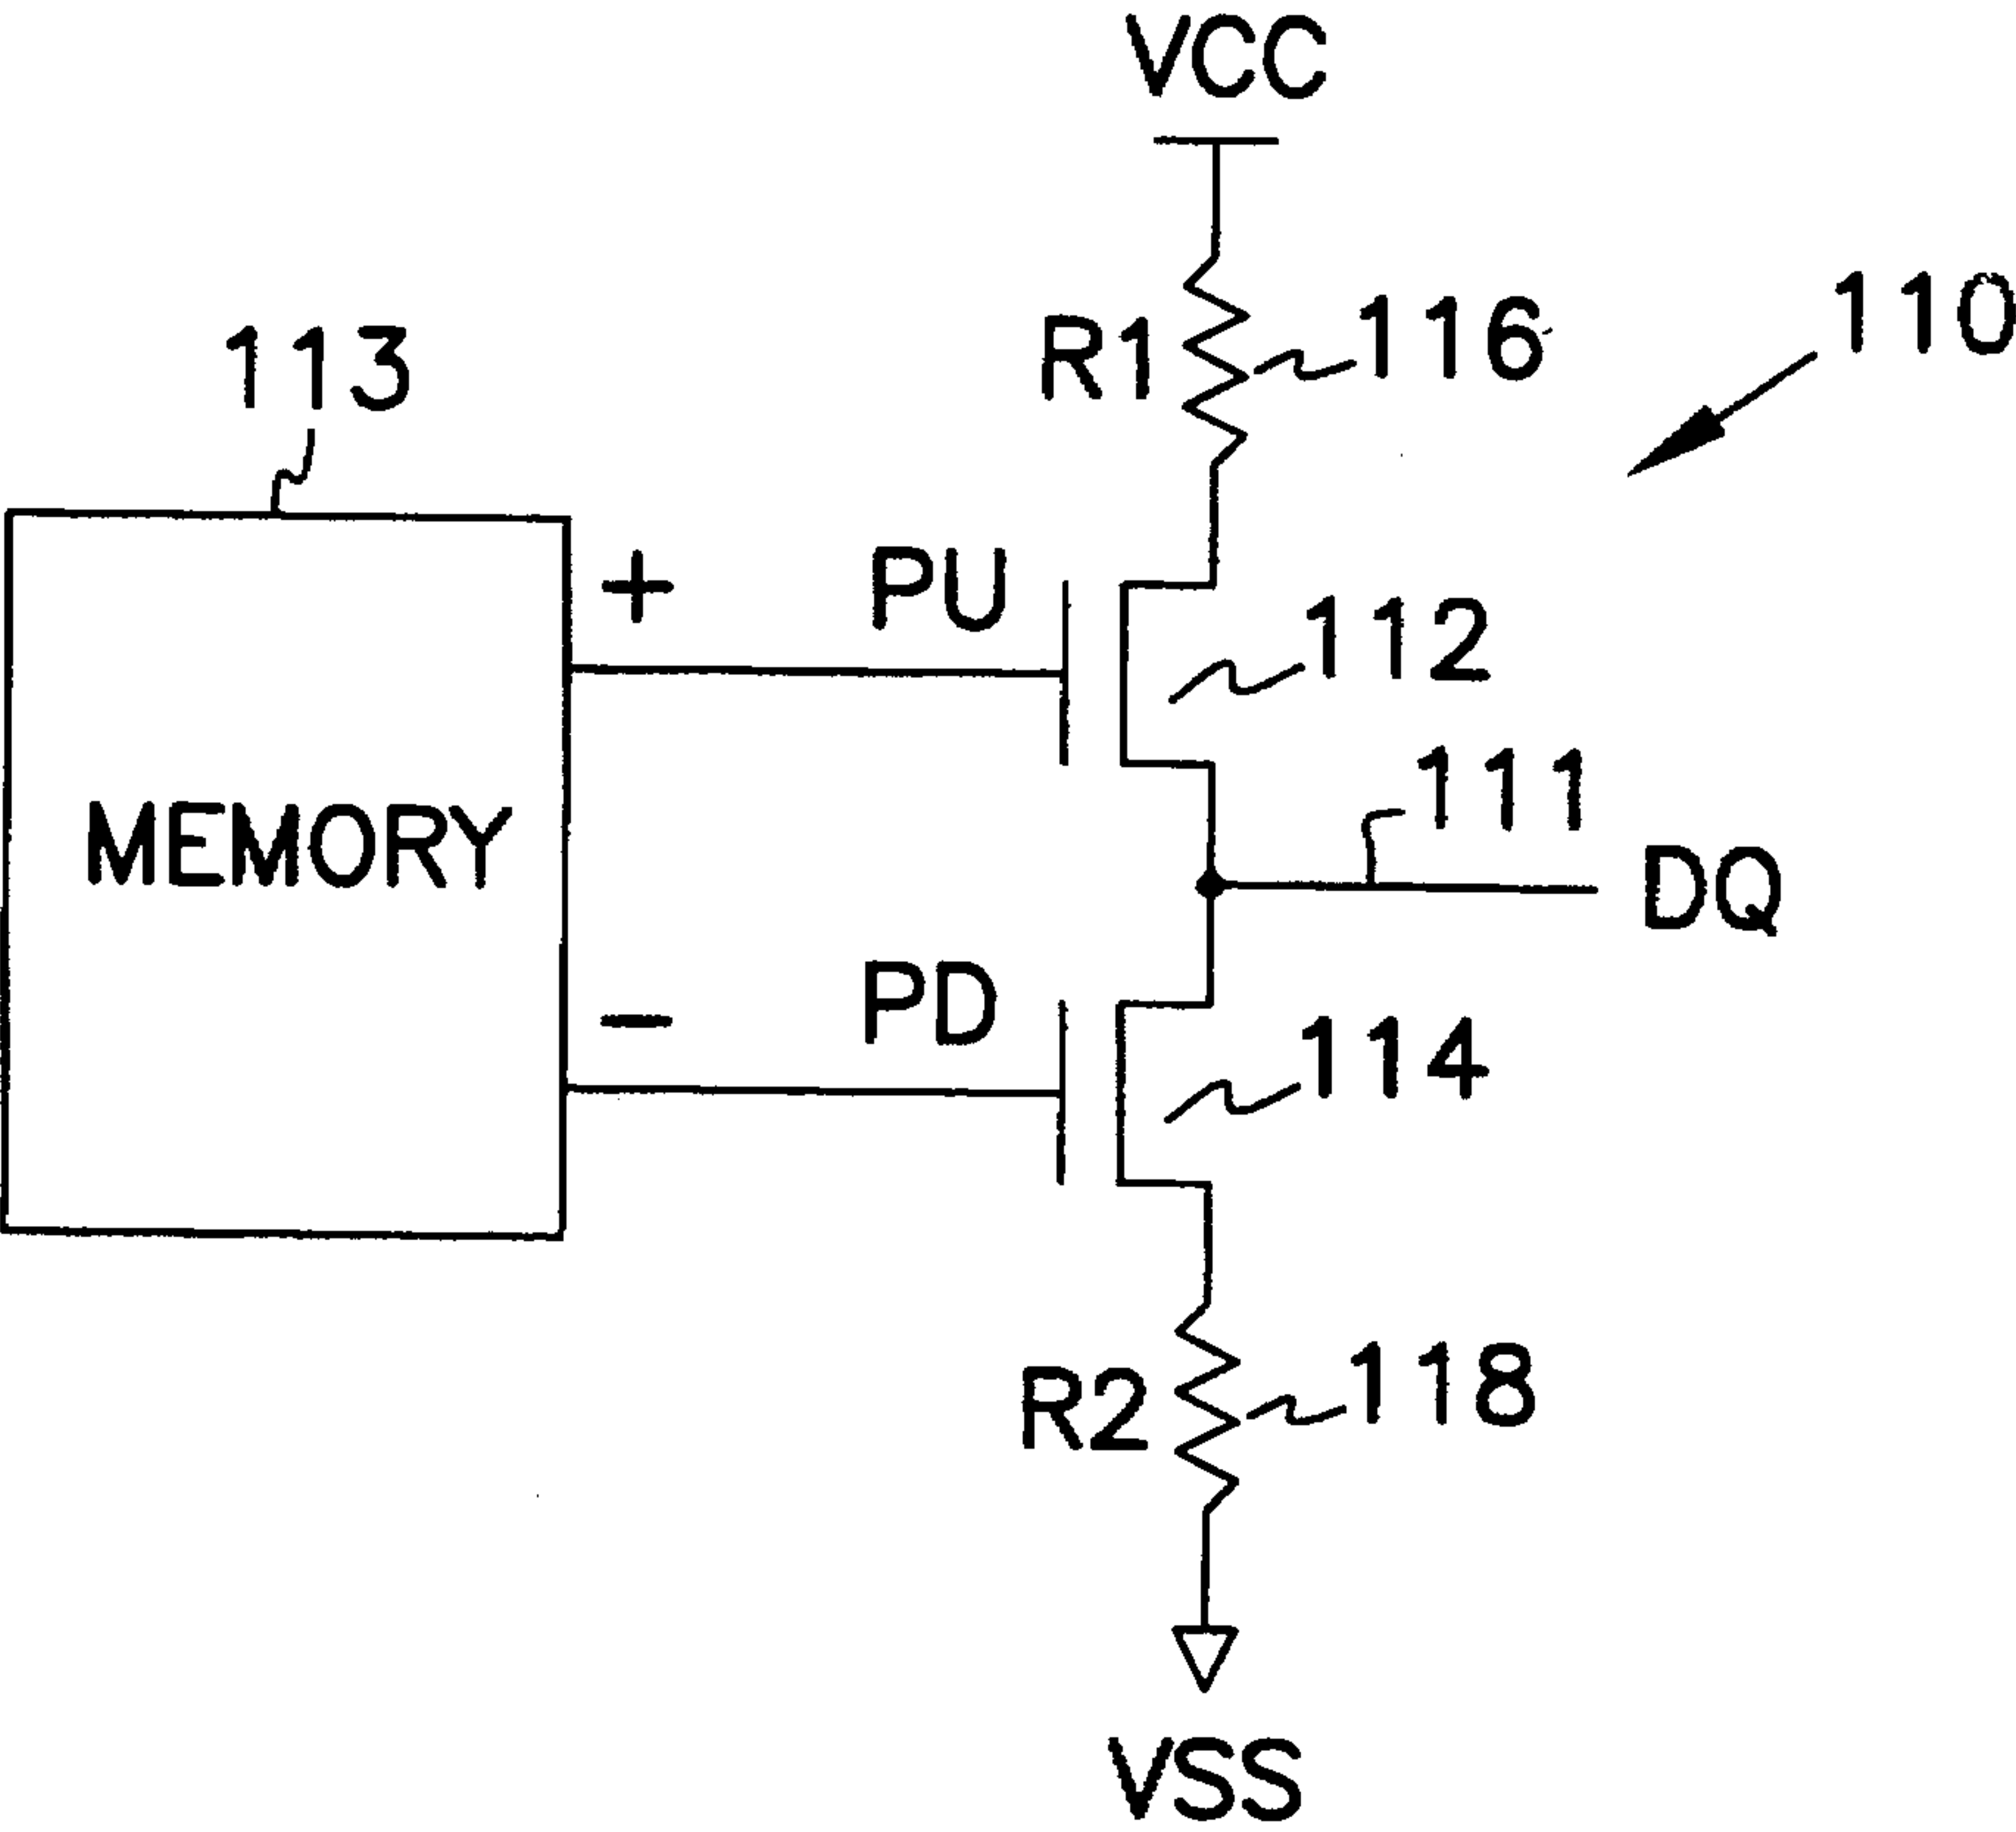 VCC
110
R1
116
113
+
PU
112
111
MEMORY
DQ
−
PD
114
R2
118
VSS